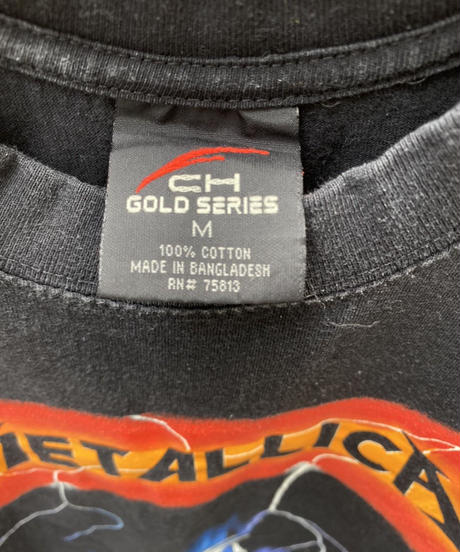 CH
GOLD SERIES
M
100% COTTON
MADE IN BANGLADESH
RN# 75813
METALLICA